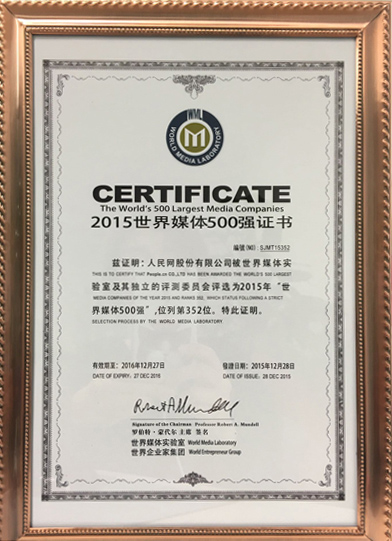 WML
WORLD MEDIA LABORATORY
CERTIFICATE
The World's 500 Largest Media Companies
2015世界媒体500强证书
编号(NO): SJMT15352
兹证明：人民网股份有限公司被世界媒体实
THIS IS TO CERTIFY THAT People.cn CO.,LTD HAS BEEN AWARDED THE WORLD'S 500 LARGEST
验室及其独立的评测委员会评选为2015年“世
MEDIA COMPANIES OF THE YEAR 2015 AND RANKS 352, WHICH STATUS FOLLOWING A STRICT
界媒体500强”,位列第352位。特此证明。
SELECTION PROCESS BY THE WORLD MEDIA LABORATORY
有效期至：2016年12月27日 颁证日期：2015年12月28日
DATE OF EXPIRY: 27 DEC 2016 DATE OF ISSUE: 28 DEC 2015
Robert A Mundell
Signature of the Chairman: Professor Robert A. Mundell
罗伯特·蒙代尔 主席 签名
世界媒体实验室 World Media Laboratory
世界企业家集团 World Entrepreneur Group